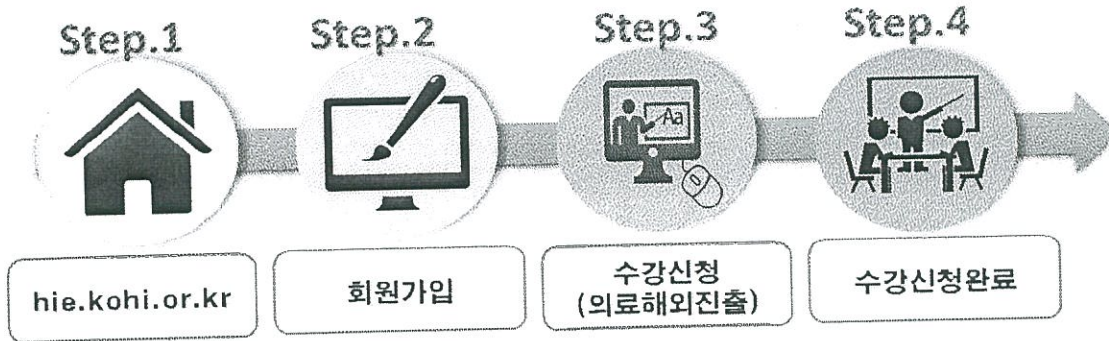 Step.1
Step.2
Step.3
Step.4
Aa
hie.kohi.or.kr
회원가입
수강신청
(의료해외진출)
수강신청완료